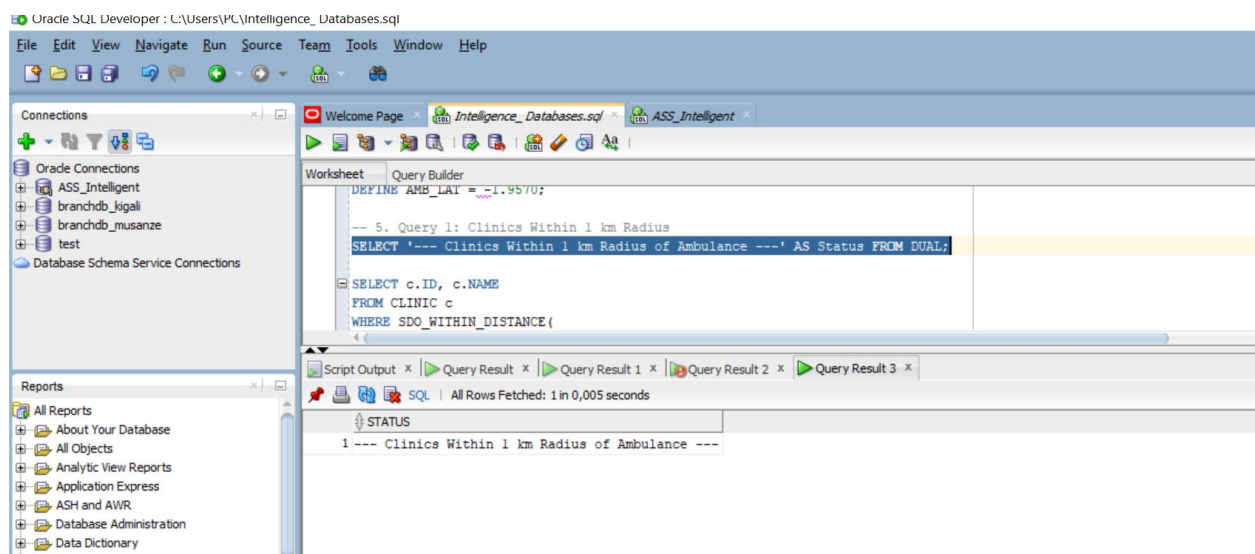 Oracle SQL Developer : C:\Users\PC\Intelligence_ Databases.sql
File Edit View Navigate Run Source Team Tools Window Help
Connections
Oracle Connections
ASS_Intelligent
branchdb_kigali
branchdb_musanze
test
Database Schema Service Connections
Reports
All Reports
About Your Database
All Objects
Analytic View Reports
Application Express
ASH and AWR
Database Administration
Data Dictionary
Welcome Page Intelligence_ Databases.sql ASS_Intelligent
Worksheet Query Builder
DEFINE AMB_LAT = -1.9570;
-- 5. Query 1: Clinics Within 1 km Radius
SELECT '--- Clinics Within 1 km Radius of Ambulance ---' AS Status FROM DUAL;
SELECT c.ID, c.NAME
FROM CLINIC c
WHERE SDO_WITHIN_DISTANCE(
Script Output x Query Result x Query Result 1 x Query Result 2 x Query Result 3 x
SQL | All Rows Fetched: 1 in 0,005 seconds
STATUS
1 --- Clinics Within 1 km Radius of Ambulance ---